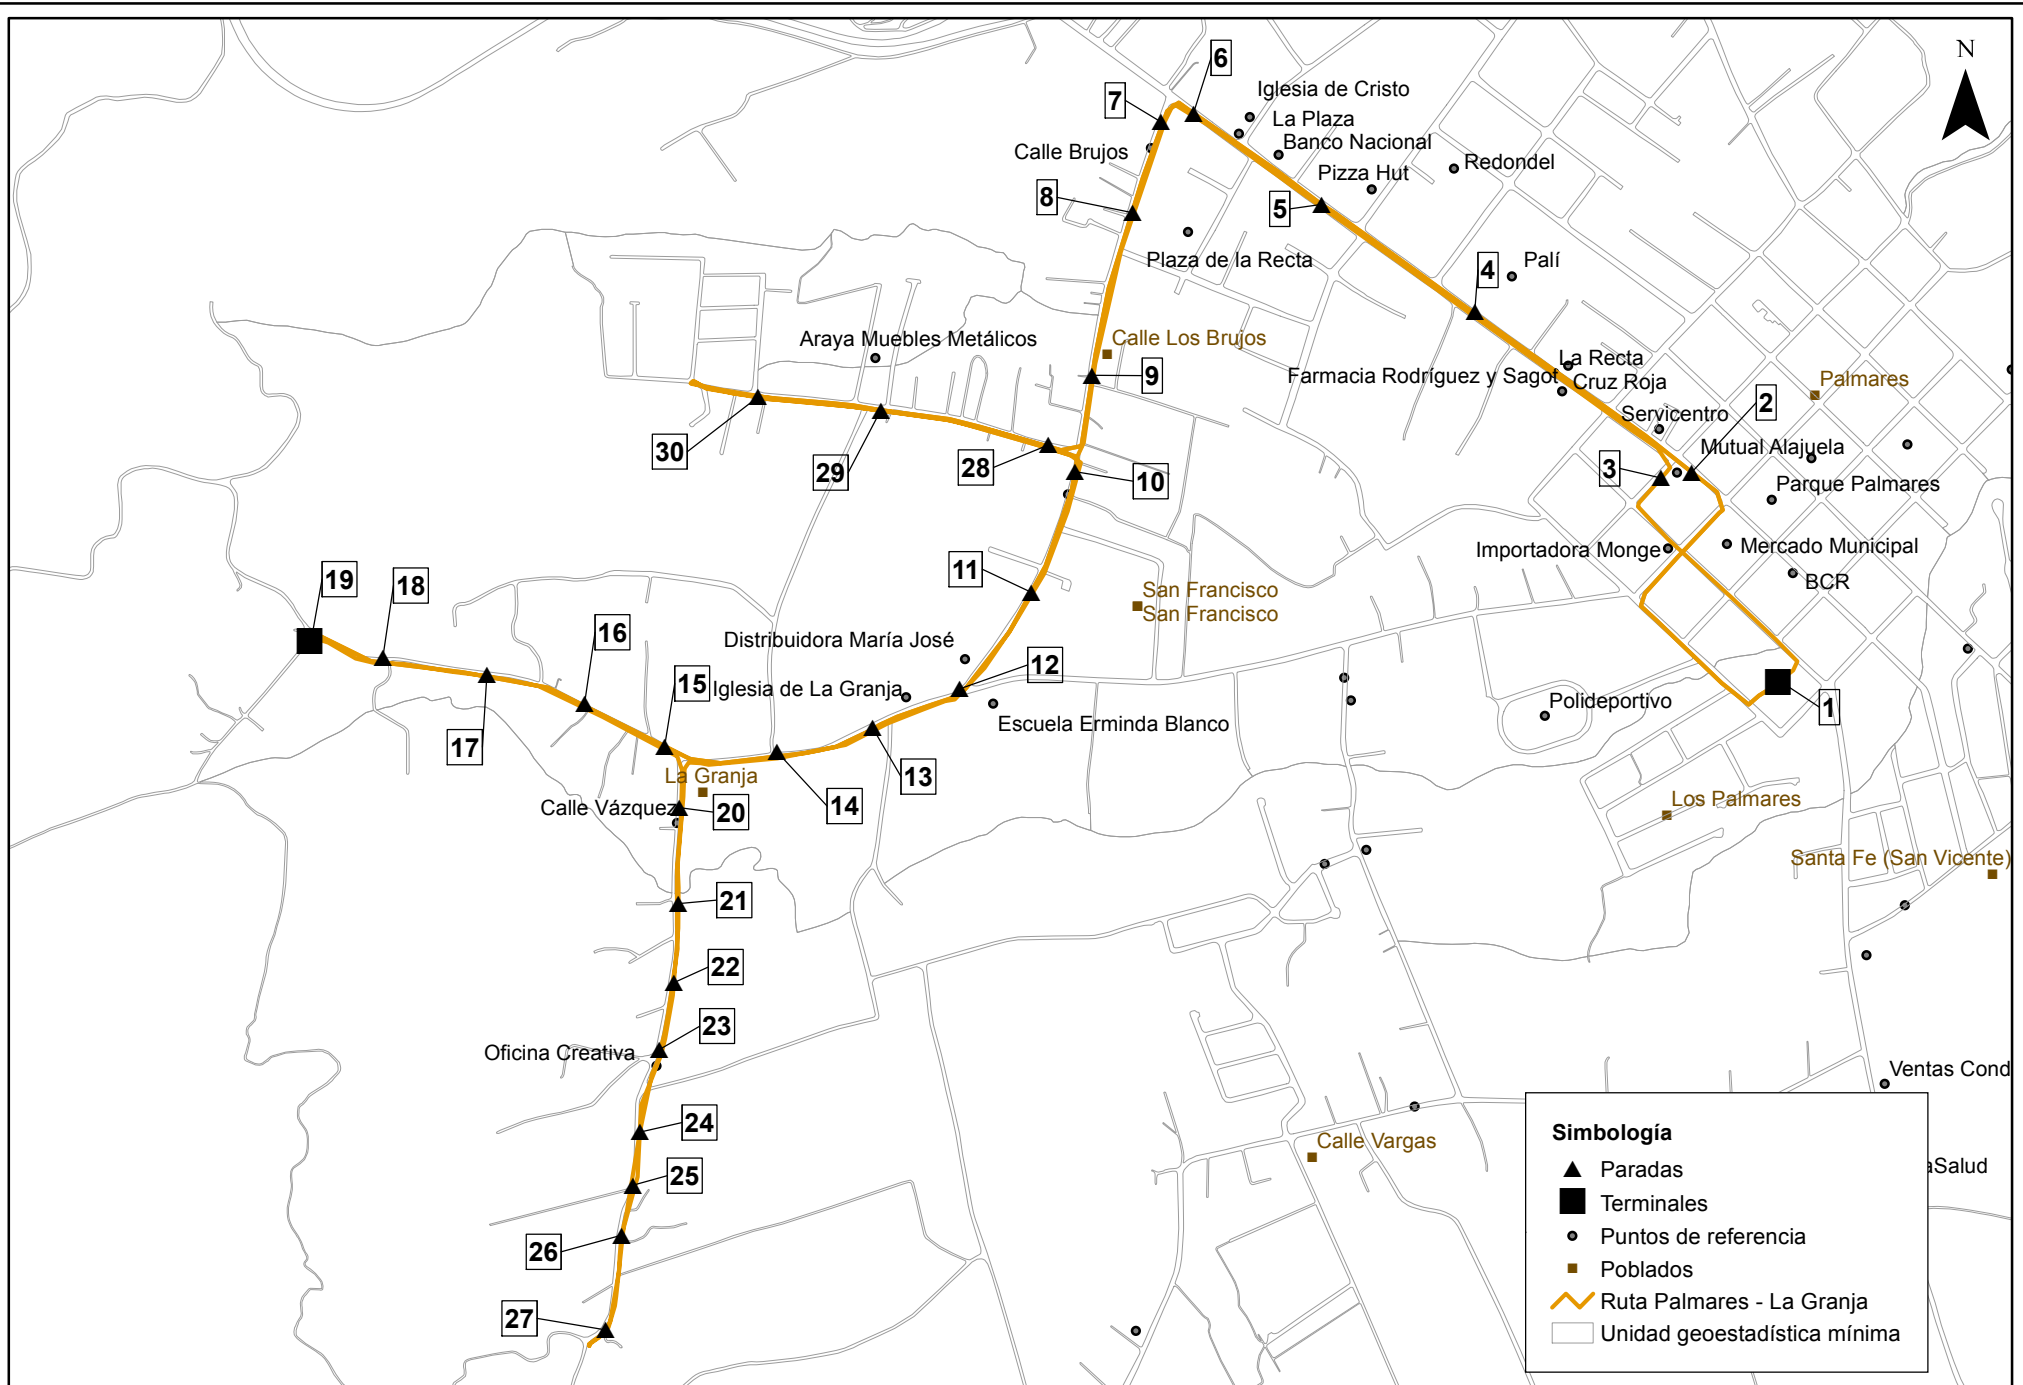 N
6
Iglesia de Cristo
7
La Plaza
Banco Nacional
Calle Brujos
Redondel
Pizza Hut
8
5
Plaza de la Recta
4
Palí
Araya Muebles Metálicos
Calle Los Brujos
La Recta
Farmacia Rodríguez y Sagot
Cruz Roja
9
Palmares
2
Servicentro
30
29
28
10
3
Mutual Alajuela
Parque Palmares
Importadora Monge
Mercado Municipal
BCR
19
18
11
San Francisco
San Francisco
16
Distribuidora María José
12
15
Iglesia de La Granja
Escuela Erminda Blanco
Polideportivo
1
17
La Granja
13
14
Calle Vázquez
20
Los Palmares
Santa Fe (San Vicente)
21
22
23
Oficina Creativa
Ventas Cond
24
Calle Vargas
25
26
27
Simbología
Paradas
Terminales
Puntos de referencia
Poblados
Ruta Palmares - La Granja
Unidad geoestadística mínima
aSalud